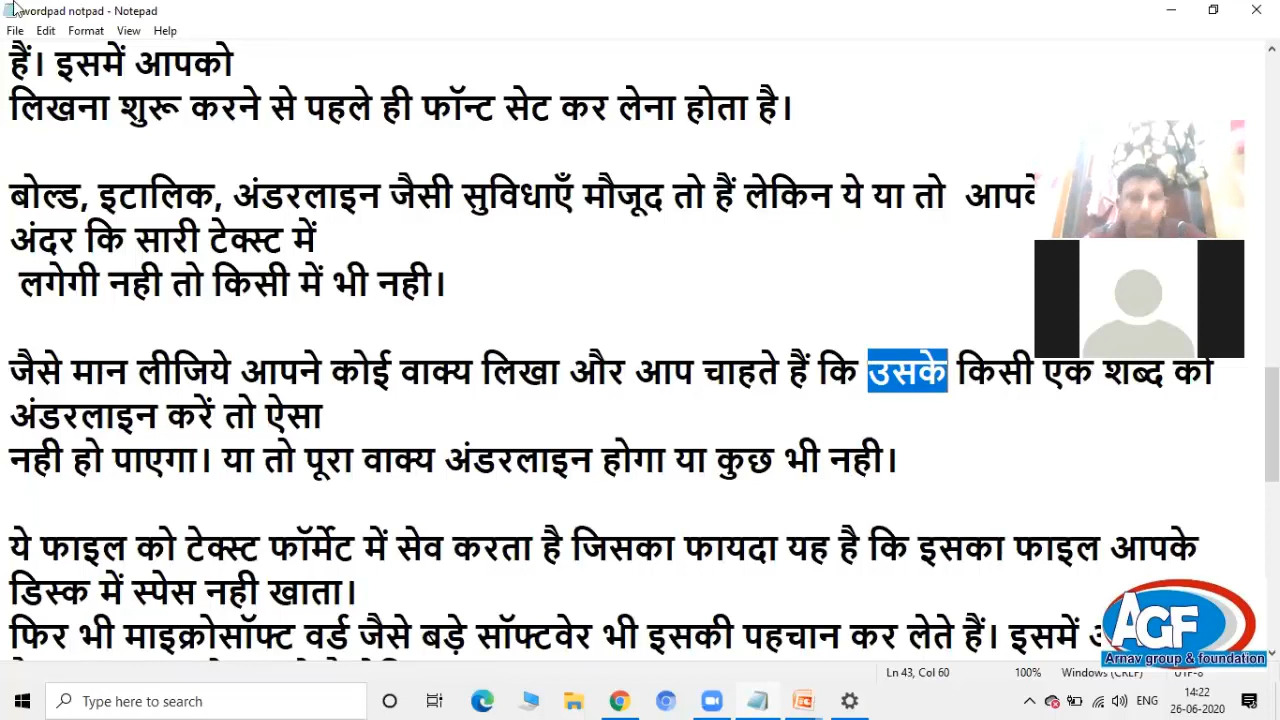 wordpad notpad - Notepad
File Edit Format View Help
हैं। इसमें आपको
लिखना शुरू करने से पहले ही फॉन्ट सेट कर लेना होता है।
बोल्ड, इटालिक, अंडरलाइन जैसी सुविधाएँ मौजूद तो हैं लेकिन ये या तो
अंदर कि सारी टेक्स्ट में
लगेगी नही तो किसी में भी नही।
जैसे मान लीजिये आपने कोई वाक्य लिखा और आप चाहते हैं कि उसके किसी एक शब्द को
अंडरलाइन करें तो ऐसा
नही हो पाएगा। या तो पूरा वाक्य अंडरलाइन होगा या कुछ भी नही।
ये फाइल को टेक्स्ट फॉर्मेट में सेव करता है जिसका फायदा यह है कि इसका फाइल आपके
डिस्क में स्पेस नही खाता।
फिर भी माइक्रोसॉफ्ट वर्ड जैसे बड़े सॉफ्टवेर भी इसकी पहचान कर लेते हैं। इसमें
AGF
Arnav group & foundation
Ln 43, Col 60 100% Windows (CRLF) UTF-8
Type here to search
ENG
14:22
26-06-2020